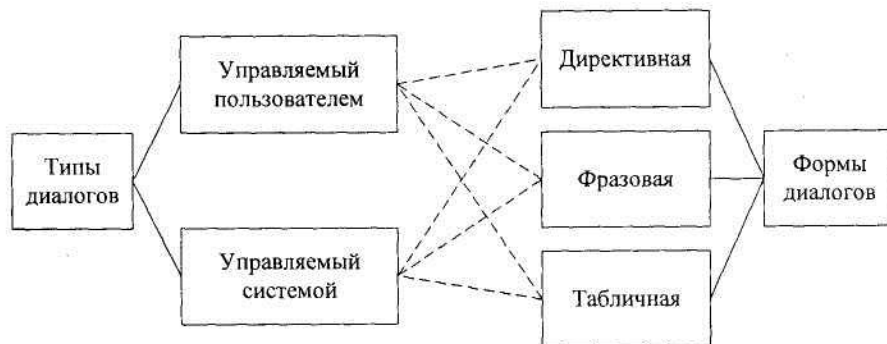 Типы
диалогов
Управляемый
пользователем
Управляемый
системой
Директивная
Фразовая
Табличная
Формы
диалогов